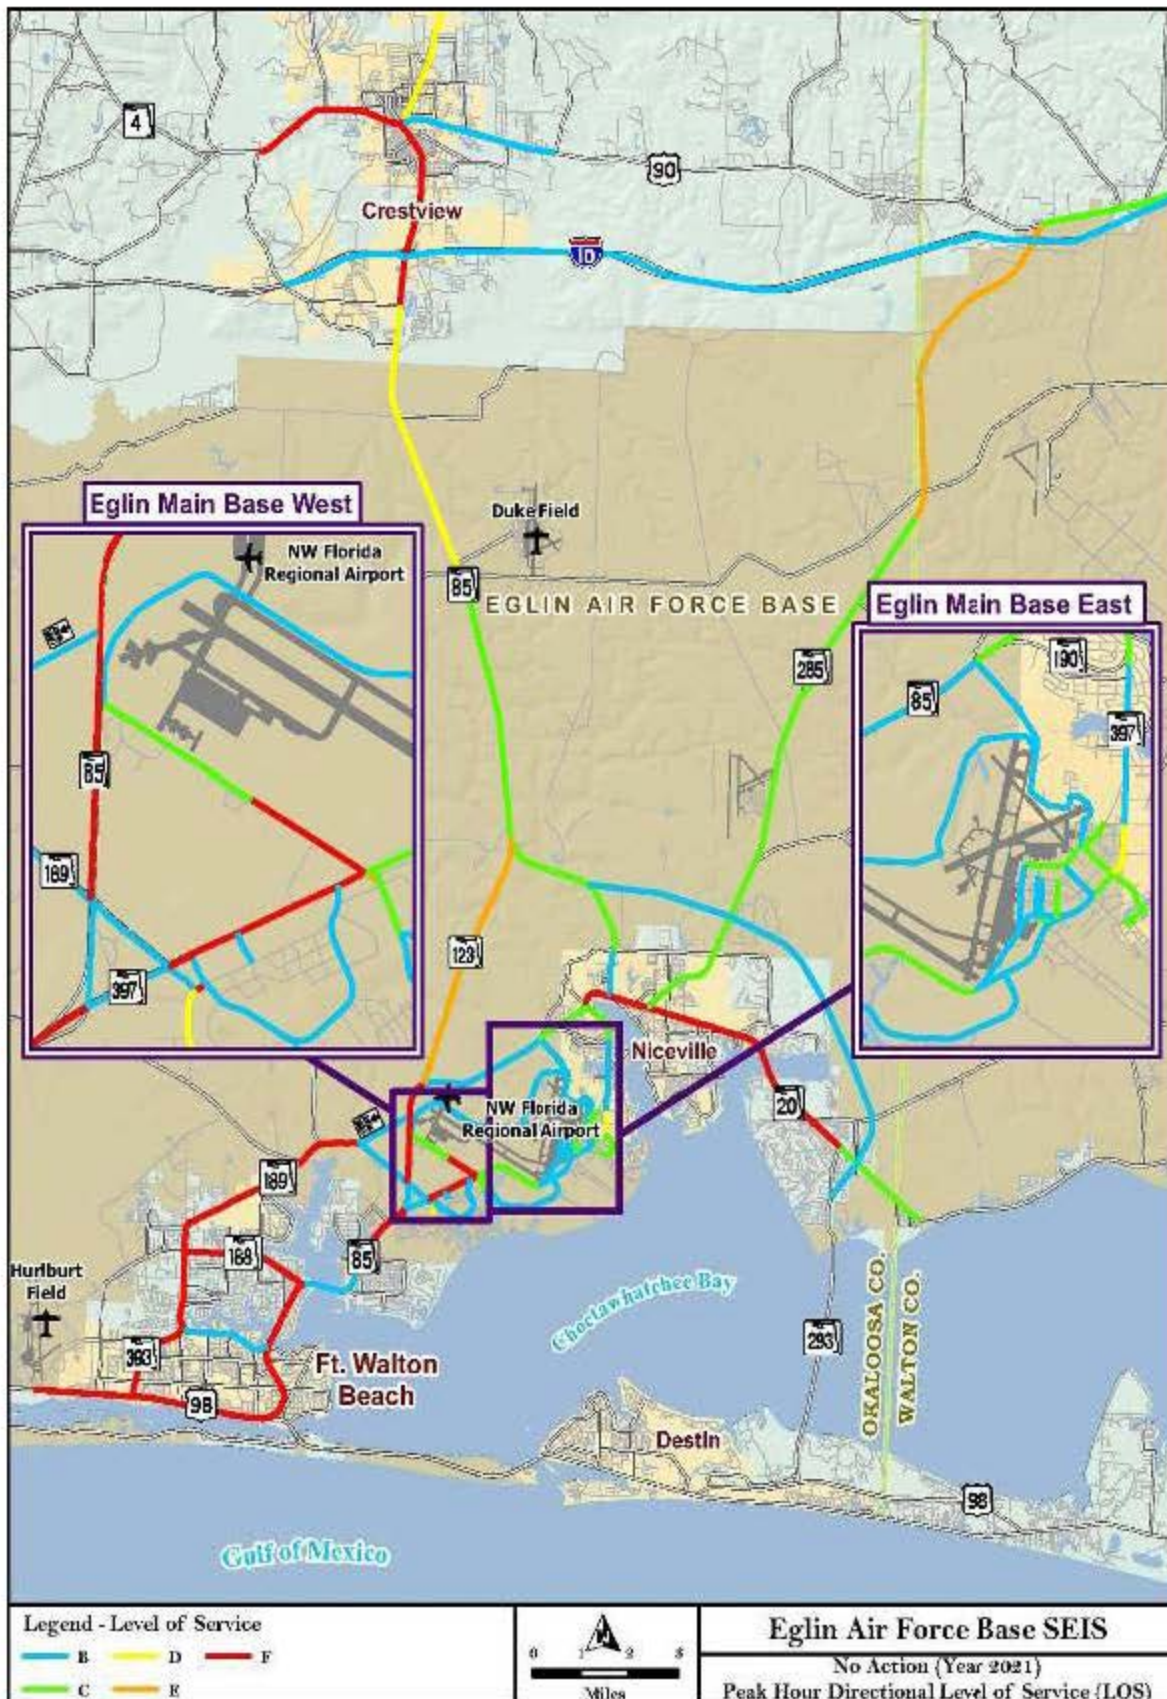 4
90
Crestview
10
Eglin Main Base West
NW Florida
Regional Airport
85
189
397
Duke Field
85
EGLIN AIR FORCE BASE
285
Eglin Main Base East
190
85
397
123
Niceville
20
NW Florida
Regional Airport
189
188
85
Hurlburt
Field
393
98
Ft. Walton
Beach
Choctawhatchee Bay
293
OKALOOSA CO.
WALTON CO.
Destin
98
Gulf of Mexico
Legend - Level of Service
B D F
C E
N
0 1 2 3
Miles
Eglin Air Force Base SEIS
No Action (Year 2021)
Peak Hour Directional Level of Service (LOS)